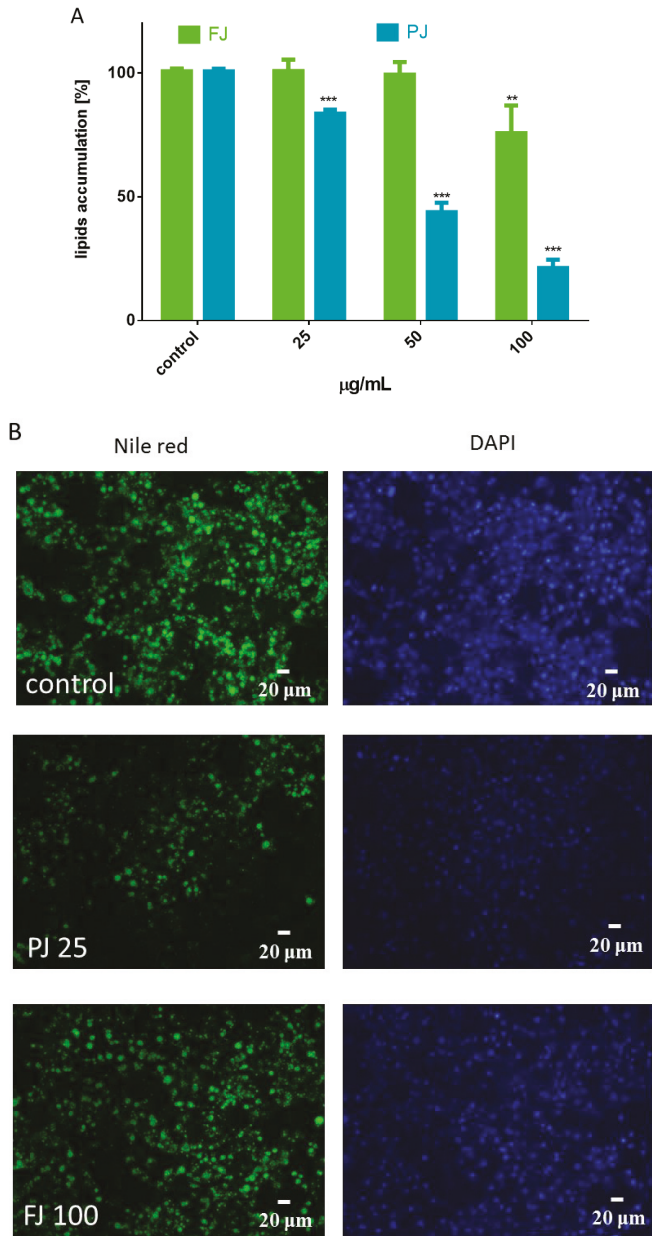 A
FJ PJ
lipids accumulation [%]
100
50
0
***
***
**
***
control 25 50 100
μg/mL
B
Nile red DAPI
control 20 μm 20 μm
PJ 25 20 μm 20 μm
FJ 100 20 μm 20 μm